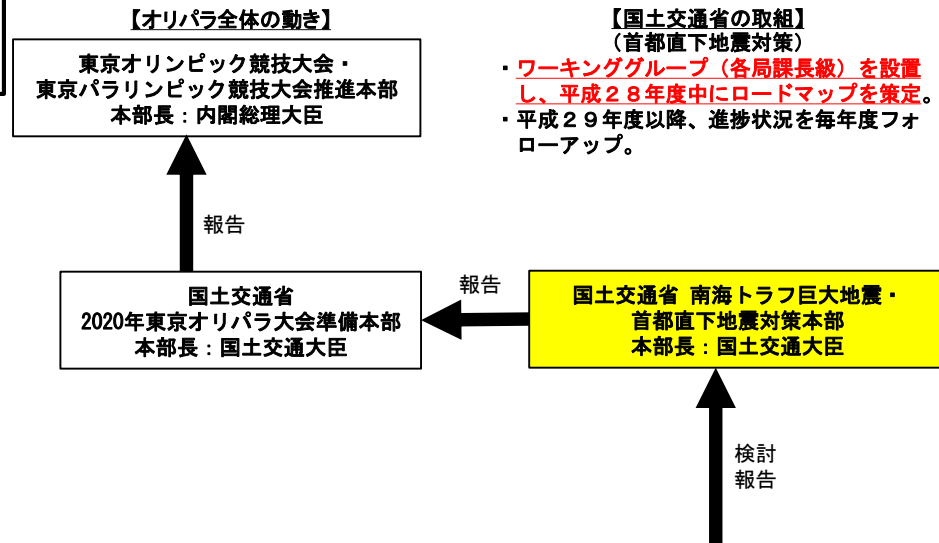 【オリパラ全体の動き】
東京オリンピック競技大会・
東京パラリンピック競技大会推進本部
本部長：内閣総理大臣
【国土交通省の取組】
（首都直下地震対策）
・ワーキンググループ（各局課長級）を設置
し、平成２８年度中にロードマップを策定。
・平成２９年度以降、進捗状況を毎年度フォ
ローアップ。
報告
国土交通省
2020年東京オリパラ大会準備本部
本部長：国土交通大臣
報告
国土交通省 南海トラフ巨大地震・
首都直下地震対策本部
本部長：国土交通大臣
検討
報告